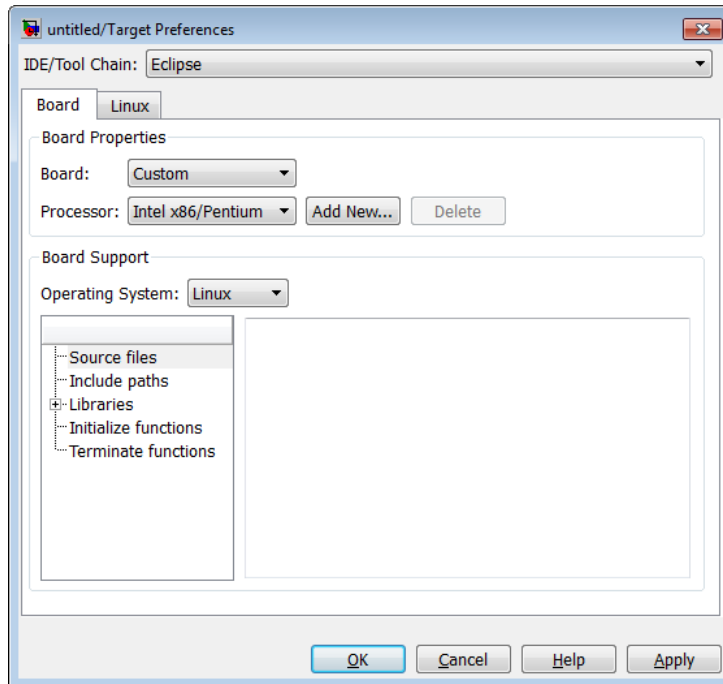 untitled/Target Preferences
IDE/Tool Chain: Eclipse
Board Linux
Board Properties
Board: Custom
Processor: Intel x86/Pentium Add New... Delete
Board Support
Operating System: Linux
Source files
Include paths
Libraries
Initialize functions
Terminate functions
OK Cancel Help Apply